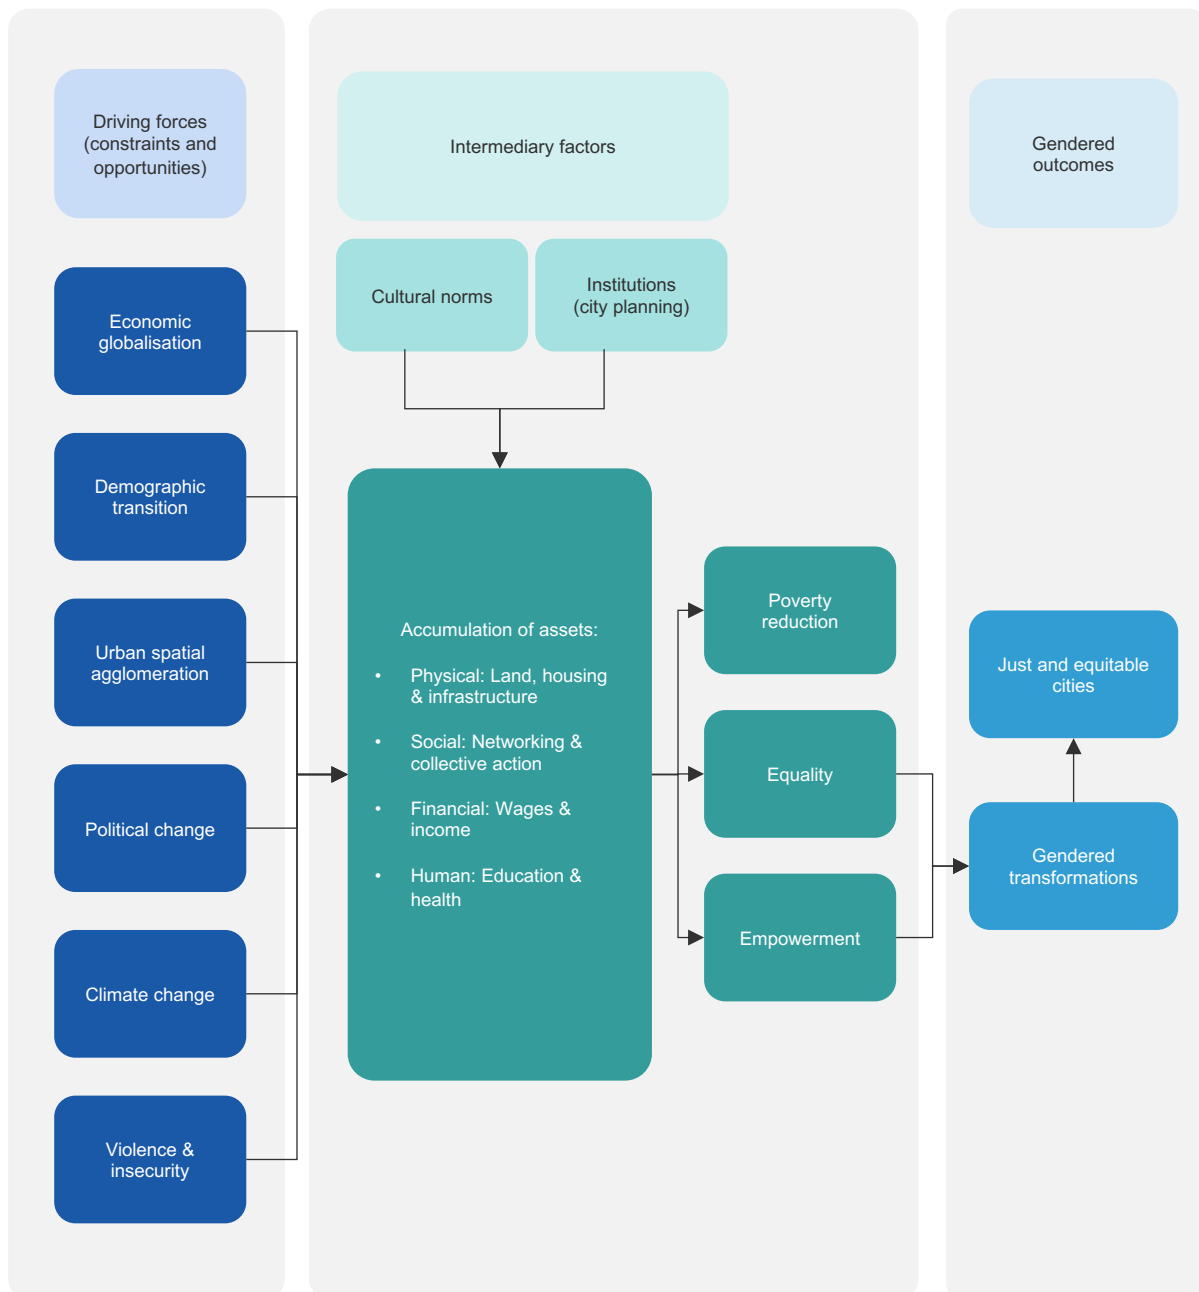 Driving forces
(constraints and
opportunities)
Economic
globalisation
Demographic
transition
Urban spatial
agglomeration
Political change
Climate change
Violence &
insecurity
Intermediary factors
Cultural norms
Institutions
(city planning)
Accumulation of assets:
• Physical: Land, housing
& infrastructure
• Social: Networking &
collective action
• Financial: Wages &
income
• Human: Education &
health
Poverty
reduction
Equality
Empowerment
Gendered
outcomes
Just and equitable
cities
Gendered
transformations